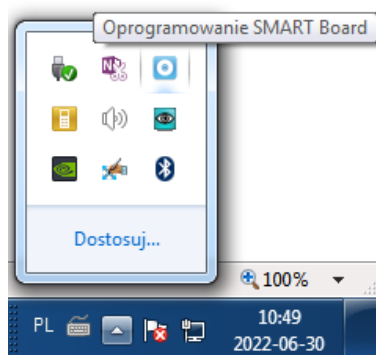 Oprogramowanie SMART Board
Dostosuj...
100%
PL
10:49
2022-06-30